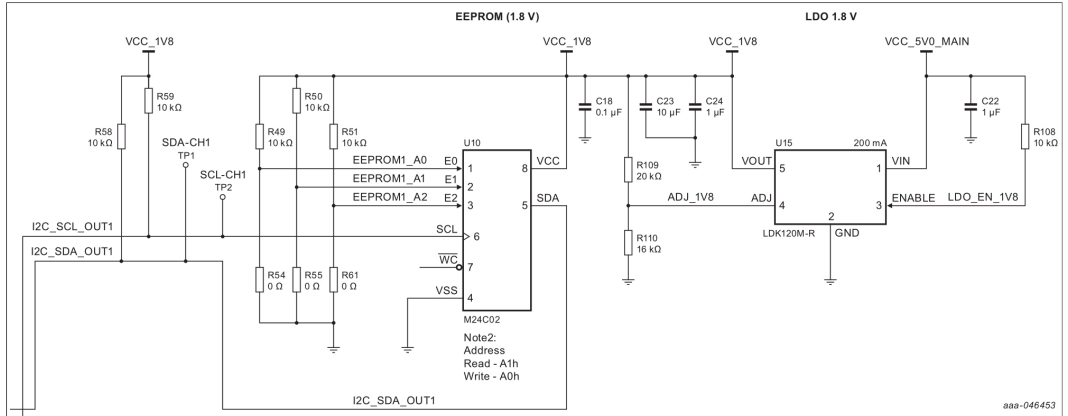 EEPROM (1.8 V)
LDO 1.8 V
VCC_1V8
VCC_1V8
VCC_1V8
VCC_5V0_MAIN
R59
10 kΩ
R58
10 kΩ
SDA-CH1
TP1
SCL-CH1
TP2
R49
10 kΩ
R50
10 kΩ
R51
10 kΩ
C18
0.1 µF
C23
10 µF
C24
1 µF
C22
1 µF
R108
10 kΩ
U10
EEPROM1_A0
E0
1
EEPROM1_A1
E1
2
EEPROM1_A2
E2
3
8
VCC
5
SDA
SCL
6
WC
7
VSS
4
M24C02
Note2:
Address
Read - A1h
Write - A0h
R109
20 kΩ
R110
16 kΩ
ADJ_1V8
U15
200 mA
VOUT
5
1
VIN
ADJ
4
3
ENABLE
LDO_EN_1V8
2
GND
LDK120M-R
I2C_SCL_OUT1
I2C_SDA_OUT1
R54
0 Ω
R55
0 Ω
R61
0 Ω
I2C_SDA_OUT1
aaa-046453